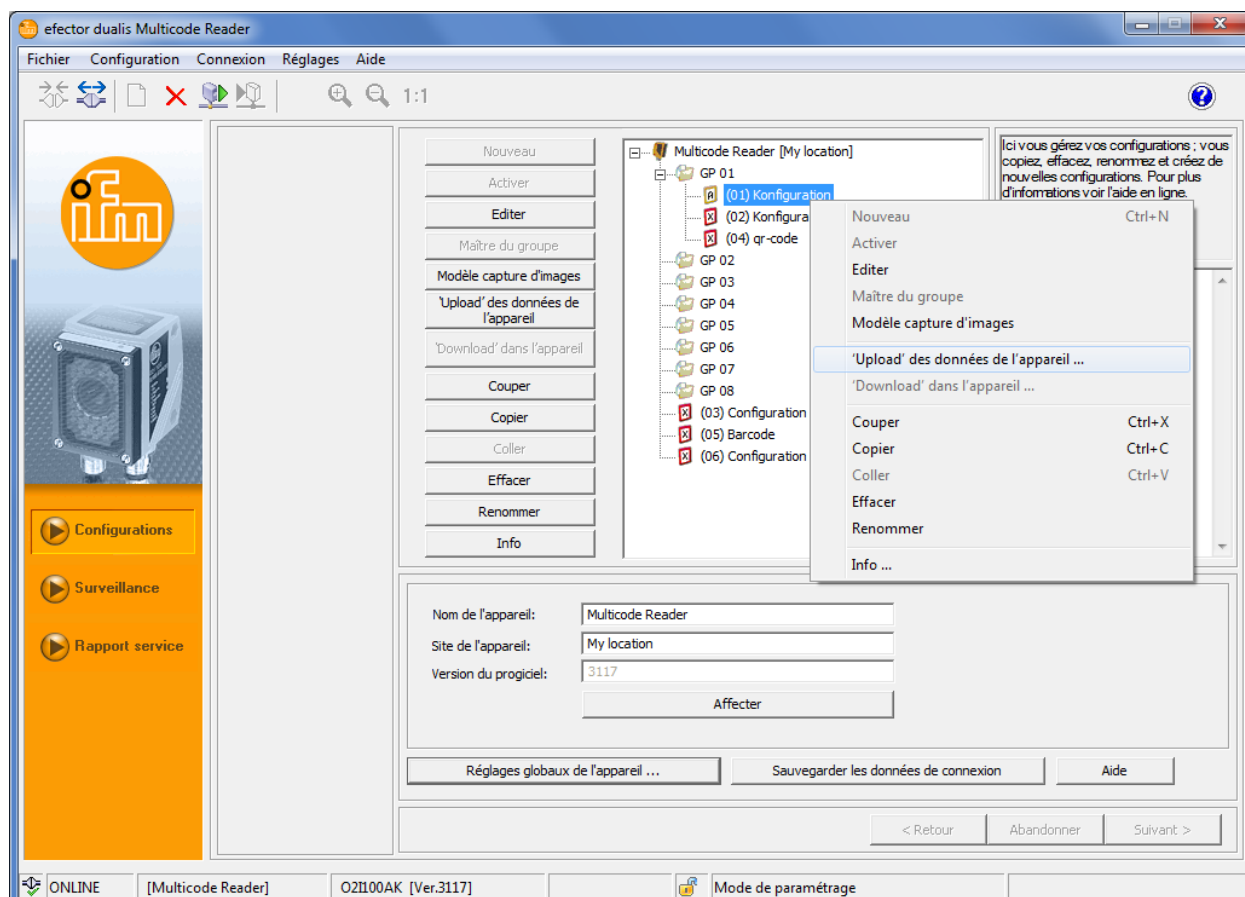 efector dualis Multicode Reader
Fichier Configuration Connexion Réglages Aide
1:1
ifm
Configurations
Surveillance
Rapport service
Nouveau
Activer
Editer
Maître du groupe
Modèle capture d'images
'Upload' des données de
l'appareil
'Download' dans l'appareil
Couper
Copier
Coller
Effacer
Renommer
Info
Multicode Reader [My location]
GP 01
(01) Konfiguration
(02) Konfigura
(04) qr-code
GP 02
GP 03
GP 04
GP 05
GP 06
GP 07
GP 08
(03) Configuration
(05) Barcode
(06) Configuration
Ici vous gérez vos configurations ; vous
copiez, effacez, renommez et créez de
nouvelles configurations. Pour plus
d'informations voir l'aide en ligne.
Nouveau Ctrl+N
Activer
Editer
Maître du groupe
Modèle capture d'images
'Upload' des données de l'appareil ...
'Download' dans l'appareil ...
Couper Ctrl+X
Copier Ctrl+C
Coller Ctrl+V
Effacer
Renommer
Info ...
Nom de l'appareil: Multicode Reader
Site de l'appareil: My location
Version du progiciel: 3117
Affecter
Réglages globaux de l'appareil ... Sauvegarder les données de connexion Aide
< Retour Abandonner Suivant >
ONLINE [Multicode Reader] O2I100AK [Ver.3117] Mode de paramétrage